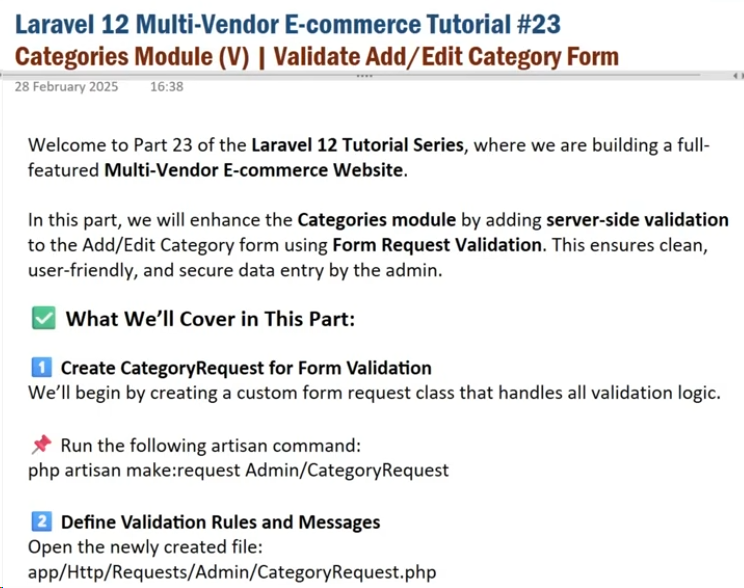 Laravel 12 Multi-Vendor E-commerce Tutorial #23
Categories Module (V) | Validate Add/Edit Category Form
28 February 2025 16:38
Welcome to Part 23 of the Laravel 12 Tutorial Series, where we are building a full-
featured Multi-Vendor E-commerce Website.
In this part, we will enhance the Categories module by adding server-side validation
to the Add/Edit Category form using Form Request Validation. This ensures clean,
user-friendly, and secure data entry by the admin.
✅ What We’ll Cover in This Part:
1️⃣ Create CategoryRequest for Form Validation
We’ll begin by creating a custom form request class that handles all validation logic.
📌 Run the following artisan command:
php artisan make:request Admin/CategoryRequest
2️⃣ Define Validation Rules and Messages
Open the newly created file:
app/Http/Requests/Admin/CategoryRequest.php